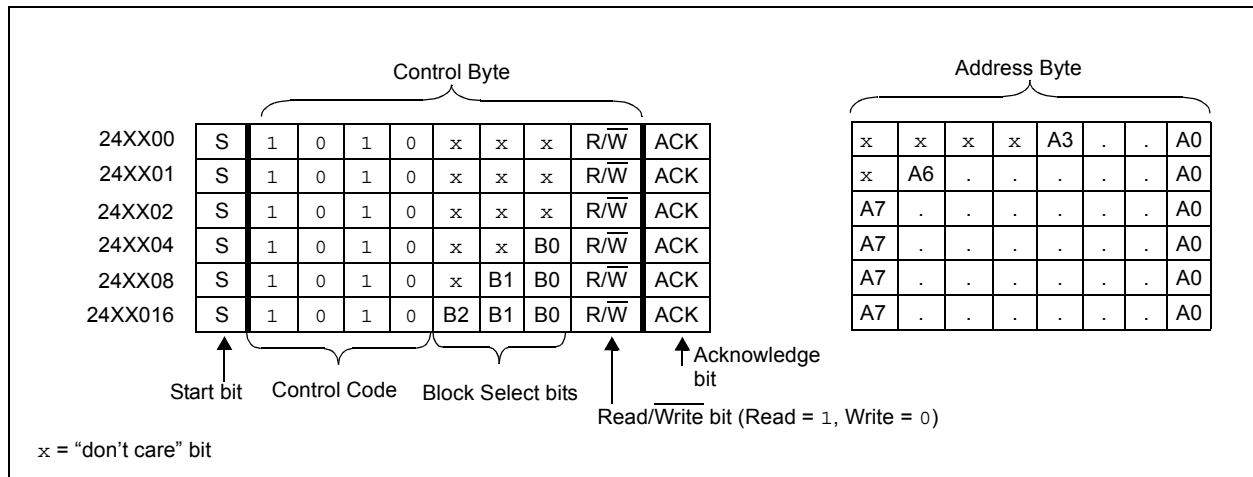 Control Byte Address Byte
24XX00 S 1 0 1 0 x x x R/W̅ ACK x x x x A3 . . A0
24XX01 S 1 0 1 0 x x x R/W̅ ACK x A6 . . . . . A0
24XX02 S 1 0 1 0 x x x R/W̅ ACK A7 . . . . . . A0
24XX04 S 1 0 1 0 x x B0 R/W̅ ACK A7 . . . . . . A0
24XX08 S 1 0 1 0 x B1 B0 R/W̅ ACK A7 . . . . . . A0
24XX016 S 1 0 1 0 B2 B1 B0 R/W̅ ACK A7 . . . . . . A0
Start bit Control Code Block Select bits
Acknowledge
bit
Read/W̅r̅i̅t̅e̅ bit (Read = 1, Write = 0)
x = “don’t care” bit